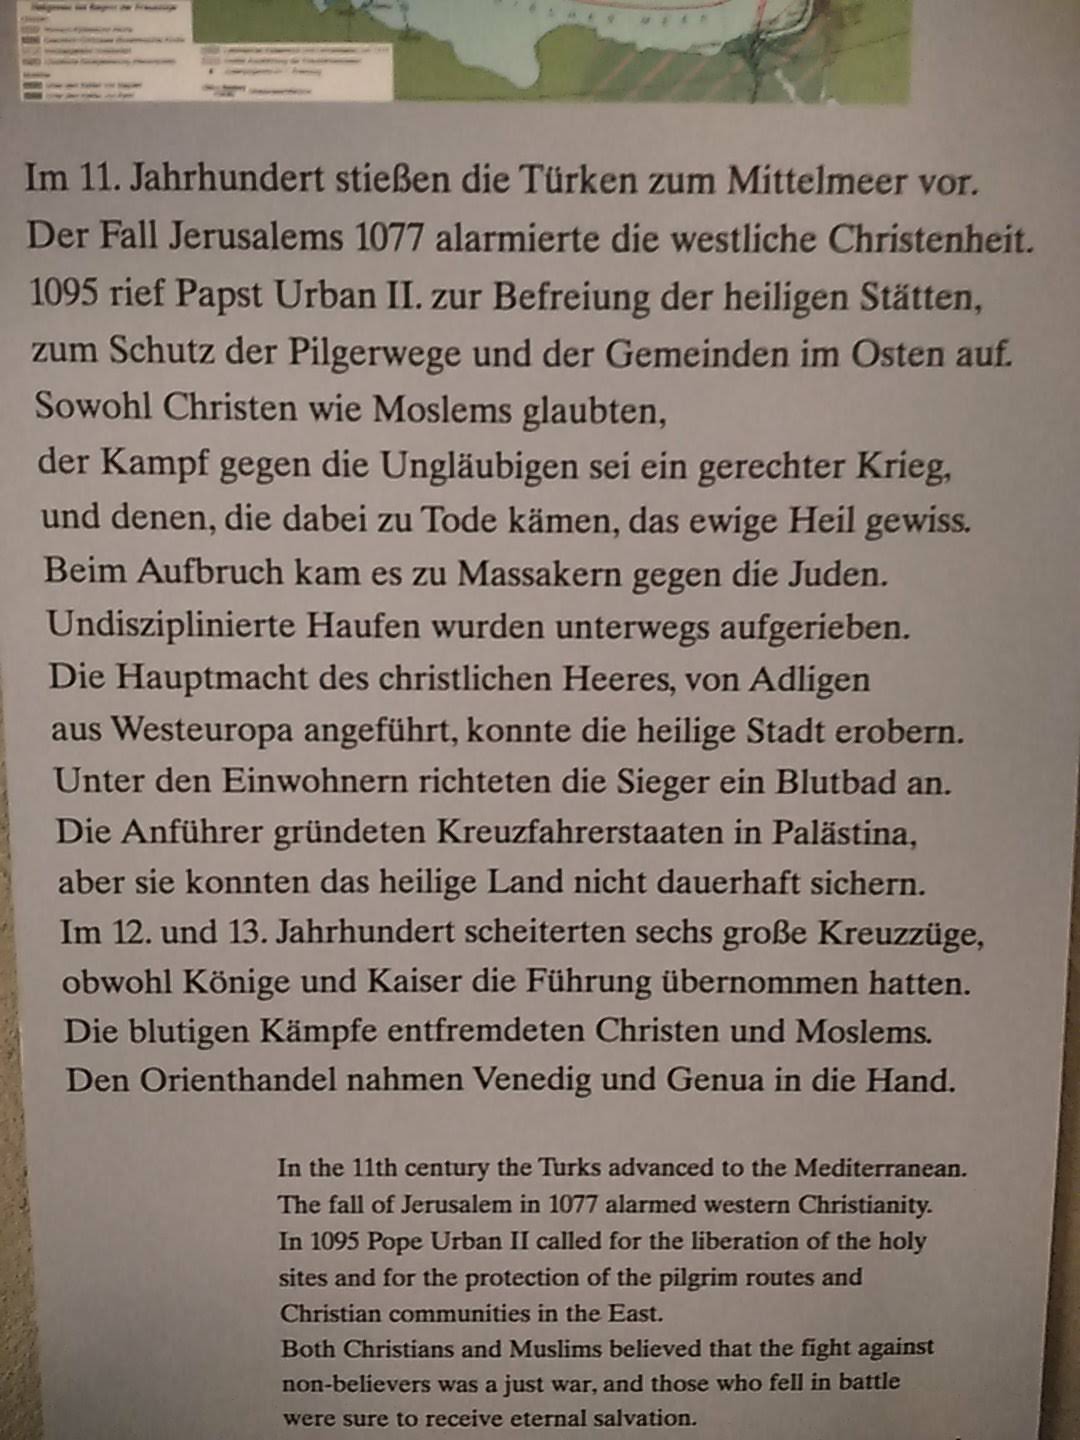 Im 11. Jahrhundert stießen die Türken zum Mittelmeer vor.
Der Fall Jerusalems 1077 alarmierte die westliche Christenheit.
1095 rief Papst Urban II. zur Befreiung der heiligen Stätten,
zum Schutz der Pilgerwege und der Gemeinden im Osten auf.
Sowohl Christen wie Moslems glaubten,
der Kampf gegen die Ungläubigen sei ein gerechter Krieg,
und denen, die dabei zu Tode kämen, das ewige Heil gewiss.
Beim Aufbruch kam es zu Massakern gegen die Juden.
Undisziplinierte Haufen wurden unterwegs aufgerieben.
Die Hauptmacht des christlichen Heeres, von Adligen
aus Westeuropa angeführt, konnte die heilige Stadt erobern.
Unter den Einwohnern richteten die Sieger ein Blutbad an.
Die Anführer gründeten Kreuzfahrerstaaten in Palästina,
aber sie konnten das heilige Land nicht dauerhaft sichern.
Im 12. und 13. Jahrhundert scheiterten sechs große Kreuzzüge,
obwohl Könige und Kaiser die Führung übernommen hatten.
Die blutigen Kämpfe entfremdeten Christen und Moslems.
Den Orienthandel nahmen Venedig und Genua in die Hand.
In the 11th century the Turks advanced to the Mediterranean.
The fall of Jerusalem in 1077 alarmed western Christianity.
In 1095 Pope Urban II called for the liberation of the holy
sites and for the protection of the pilgrim routes and
Christian communities in the East.
Both Christians and Muslims believed that the fight against
non-believers was a just war, and those who fell in battle
were sure to receive eternal salvation.